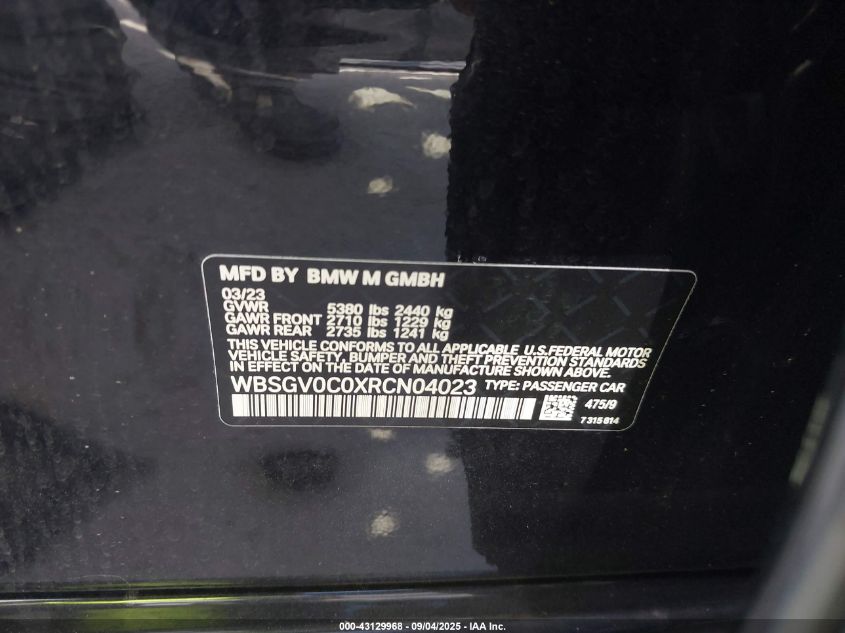 MFD BY BMW M GMBH
03/23
GVWR 5380 lbs 2440 kg
GAWR FRONT 2710 lbs 1229 kg
GAWR REAR 2735 lbs 1241 kg
THIS VEHICLE CONFORMS TO ALL APPLICABLE U.S.FEDERAL MOTOR
VEHICLE SAFETY, BUMPER AND THEFT PREVENTION STANDARDS
IN EFFECT ON THE DATE OF MANUFACTURE SHOWN ABOVE.
WBSGV0C0XRCN04023 TYPE: PASSENGER CAR
475/9
7 315 814
000-43129968 - 09/04/2025 - IAA Inc.